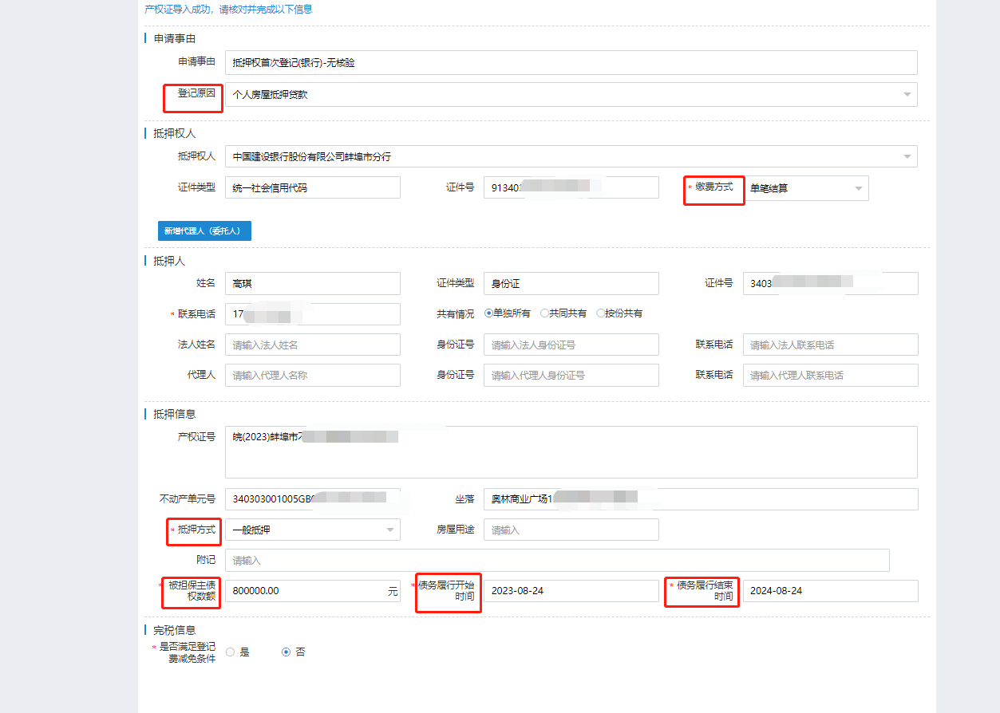 产权证导入成功，请核对并完成以下信息
申请事由
申请事由 抵押权首次登记(银行)-无核验
登记原因 个人房屋抵押贷款
抵押权人
抵押权人 中国建设银行股份有限公司蚌埠市分行
证件类型 统一社会信用代码 证件号 91340 * 缴费方式 单笔结算
新增代理人（委托人）
抵押人
姓名 高琪 证件类型 身份证 证件号 3403
* 联系电话 17 共有情况 单独所有 共同共有 按份共有
法人姓名 请输入法人姓名 身份证号 请输入法人身份证号 联系电话 请输入法人联系电话
代理人 请输入代理人名称 身份证号 请输入代理人身份证号 联系电话 请输入代理人联系电话
抵押信息
产权证号 皖(2023)蚌埠市
不动产单元号 340303001005GB 坐落 奥林商业广场1
* 抵押方式 一般抵押 房屋用途 请输入
附记 请输入
* 被担保主债权数额 800000.00 元 * 债务履行开始时间 2023-08-24 * 债务履行结束时间 2024-08-24
完税信息
* 是否满足登记费减免条件 是 否